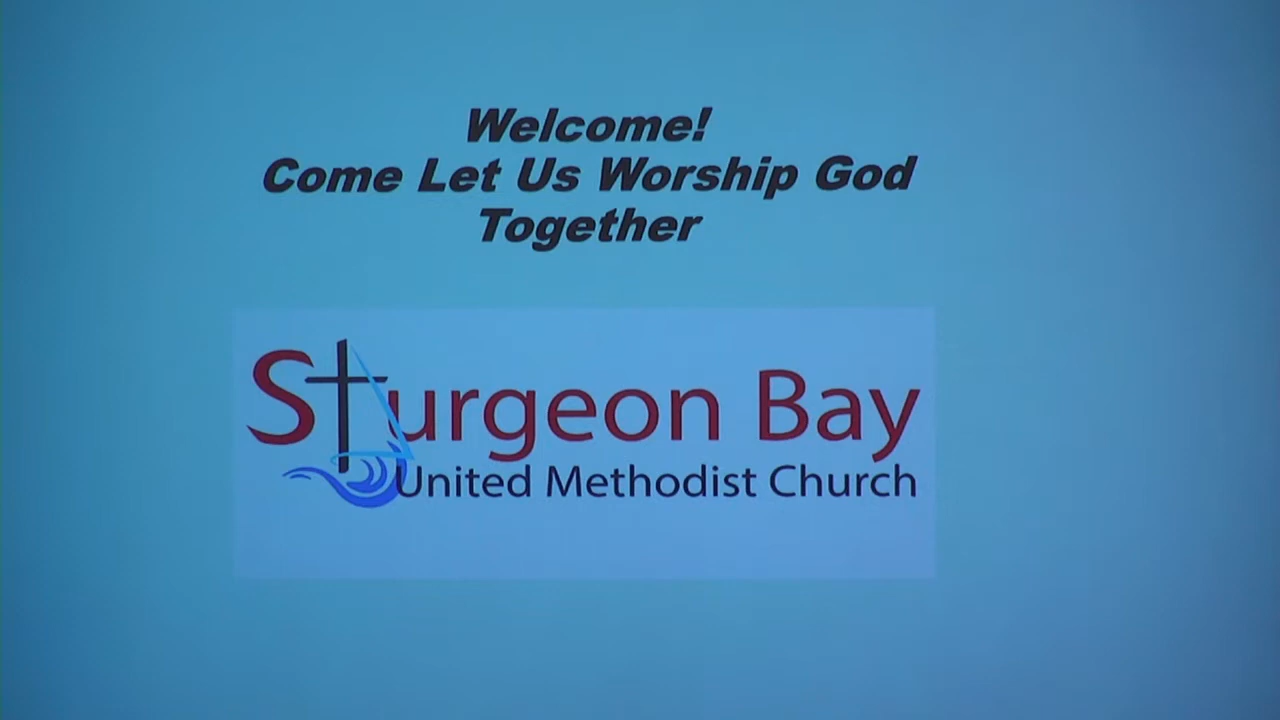 Welcome!
Come Let Us Worship God
Together
Sturgeon Bay
United Methodist Church